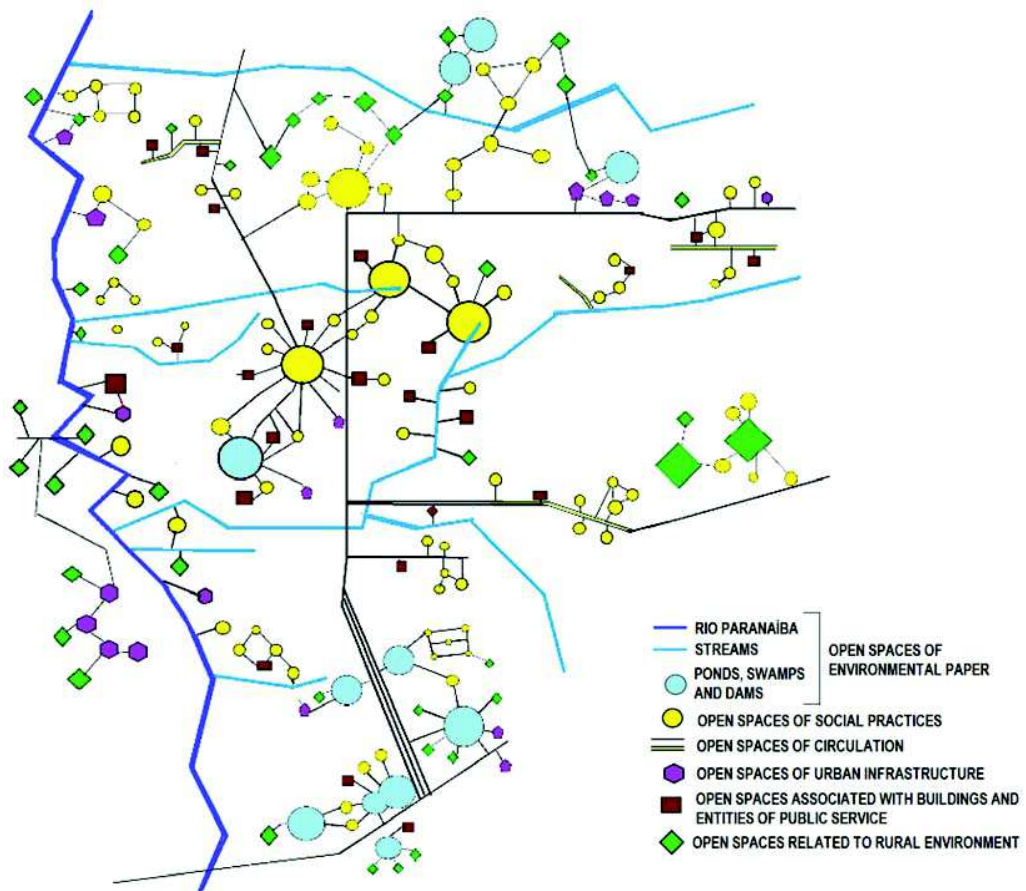 RIO PARANAÏBA
STREAMS
PONDS, SWAMPS
AND DAMS
OPEN SPACES OF
ENVIRONMENTAL PAPER
OPEN SPACES OF SOCIAL PRACTICES
OPEN SPACES OF CIRCULATION
OPEN SPACES OF URBAN INFRASTRUCTURE
OPEN SPACES ASSOCIATED WITH BUILDINGS AND
ENTITIES OF PUBLIC SERVICE
OPEN SPACES RELATED TO RURAL ENVIRONMENT